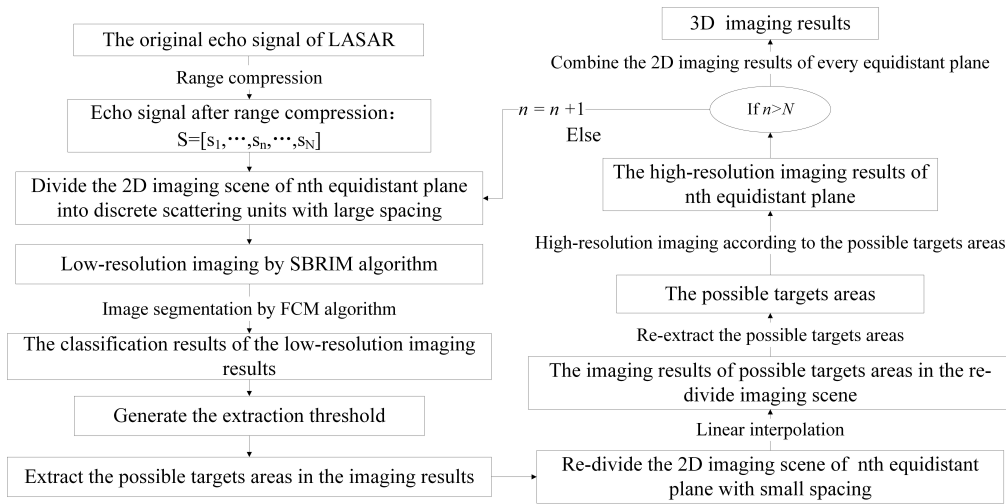 The original echo signal of LASAR
Range compression
Echo signal after range compression：
S=[s₁,···,sₙ,···,s_N]
Divide the 2D imaging scene of nth equidistant plane
into discrete scattering units with large spacing
Low-resolution imaging by SBRIM algorithm
Image segmentation by FCM algorithm
The classification results of the low-resolution imaging
results
Generate the extraction threshold
Extract the possible targets areas in the imaging results
Re-divide the 2D imaging scene of nth equidistant
plane with small spacing
Linear interpolation
The imaging results of possible targets areas in the re-
divide imaging scene
Re-extract the possible targets areas
The possible targets areas
High-resolution imaging according to the possible targets areas
The high-resolution imaging results of
nth equidistant plane
If n>N
n = n +1
Else
Combine the 2D imaging results of every equidistant plane
3D imaging results